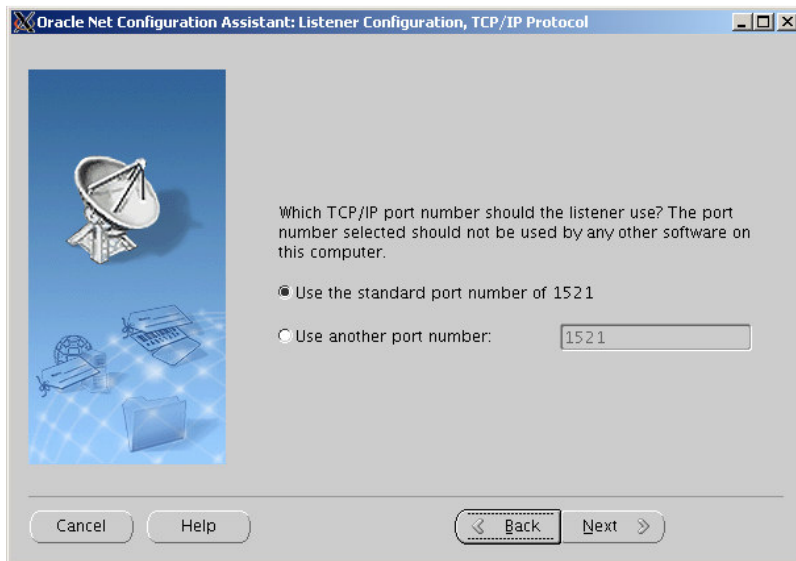 Oracle Net Configuration Assistant: Listener Configuration, TCP/IP Protocol
Which TCP/IP port number should the listener use? The port
number selected should not be used by any other software on
this computer.
Use the standard port number of 1521
Use another port number: 1521
Cancel Help Back Next